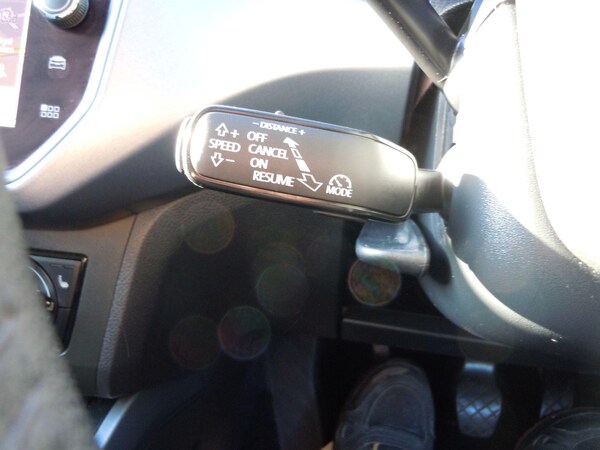 – DISTANCE +
+ OFF
SPEED CANCEL
– ON
RESUME
MODE